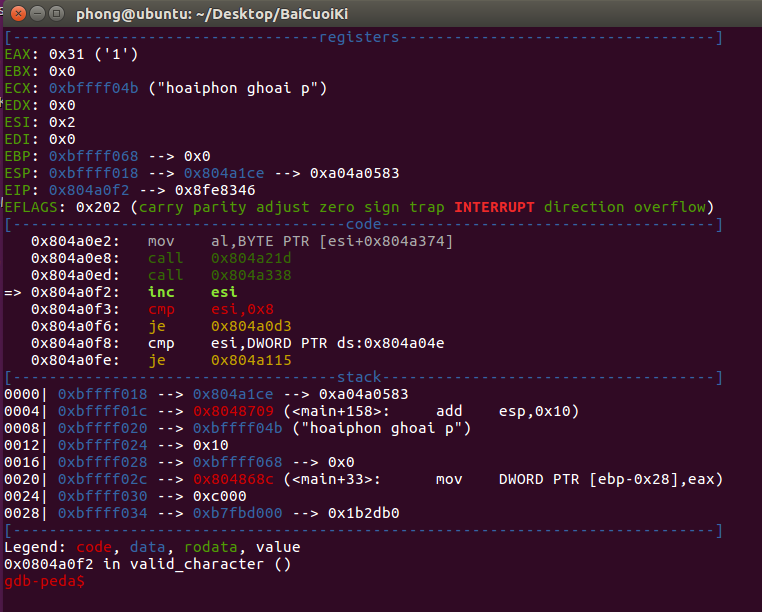 phong@ubuntu: ~/Desktop/BaiCuoiKi
[----------------------------------registers-----------------------------------]
EAX: 0x31 ('1')
EBX: 0x0
ECX: 0xbffff04b ("hoaiphon ghoai p")
EDX: 0x0
ESI: 0x2
EDI: 0x0
EBP: 0xbffff068 --> 0x0
ESP: 0xbffff018 --> 0x804a1ce --> 0xa04a0583
EIP: 0x804a0f2 --> 0x8fe8346
EFLAGS: 0x202 (carry parity adjust zero sign trap INTERRUPT direction overflow)
[-------------------------------------code-------------------------------------]
   0x804a0e2:	mov    al,BYTE PTR [esi+0x804a374]
   0x804a0e8:	call   0x804a21d
   0x804a0ed:	call   0x804a338
=> 0x804a0f2:	inc    esi
   0x804a0f3:	cmp    esi,0x8
   0x804a0f6:	je     0x804a0d3
   0x804a0f8:	cmp    esi,DWORD PTR ds:0x804a04e
   0x804a0fe:	je     0x804a115
[------------------------------------stack-------------------------------------]
0000| 0xbffff018 --> 0x804a1ce --> 0xa04a0583
0004| 0xbffff01c --> 0x8048709 (<main+158>:	add    esp,0x10)
0008| 0xbffff020 --> 0xbffff04b ("hoaiphon ghoai p")
0012| 0xbffff024 --> 0x10
0016| 0xbffff028 --> 0xbffff068 --> 0x0
0020| 0xbffff02c --> 0x804868c (<main+33>:	mov    DWORD PTR [ebp-0x28],eax)
0024| 0xbffff030 --> 0xc000
0028| 0xbffff034 --> 0xb7fbd000 --> 0x1b2db0
[------------------------------------------------------------------------------]
Legend: code, data, rodata, value
0x0804a0f2 in valid_character ()
gdb-peda$